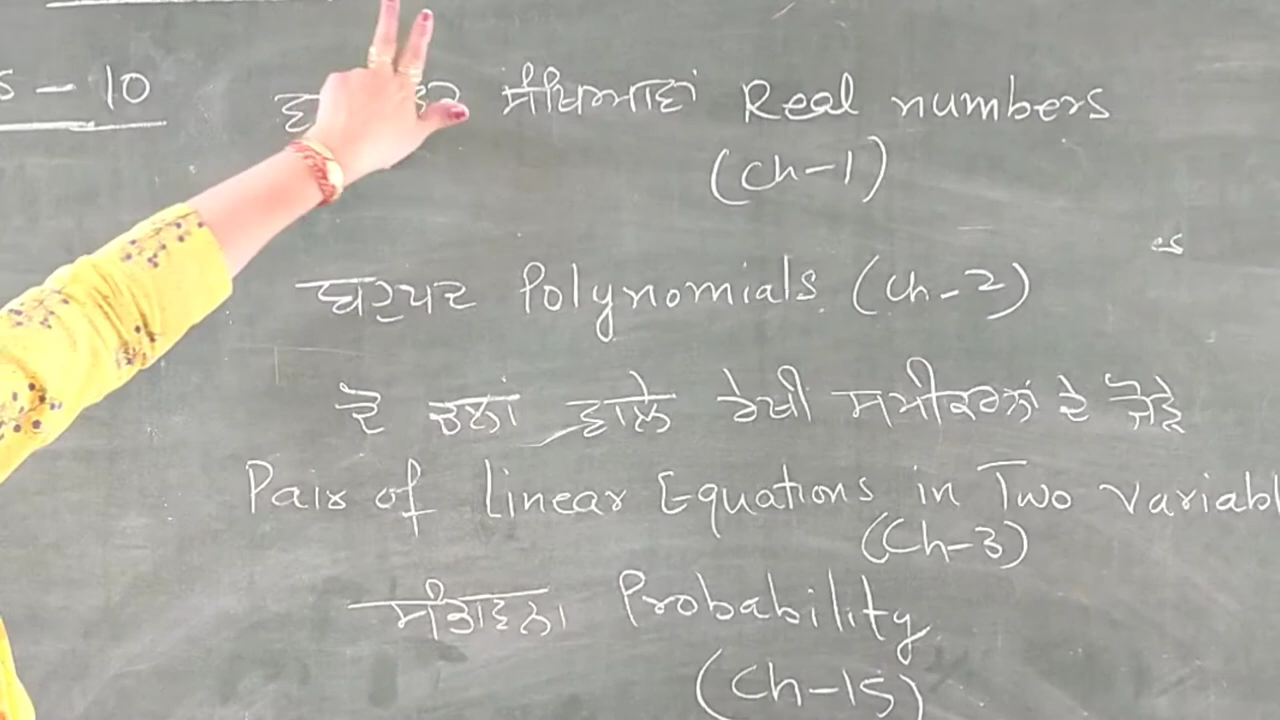 s - 10
ਸੰਖਿਆਵਾਂ Real numbers
(Ch-1)
es
ਬਹੁਪਦ Polynomials (Ch-2)
ਦੋ ਚਲਾਂ ਵਾਲੇ ਰੇਖੀ ਸਮੀਕਰਨਾਂ ਦੇ ਜੋੜੇ
Pair of Linear Equations in Two Variabl
(Ch-3)
ਸੰਭਾਵਨਾ Probability
(Ch-15)